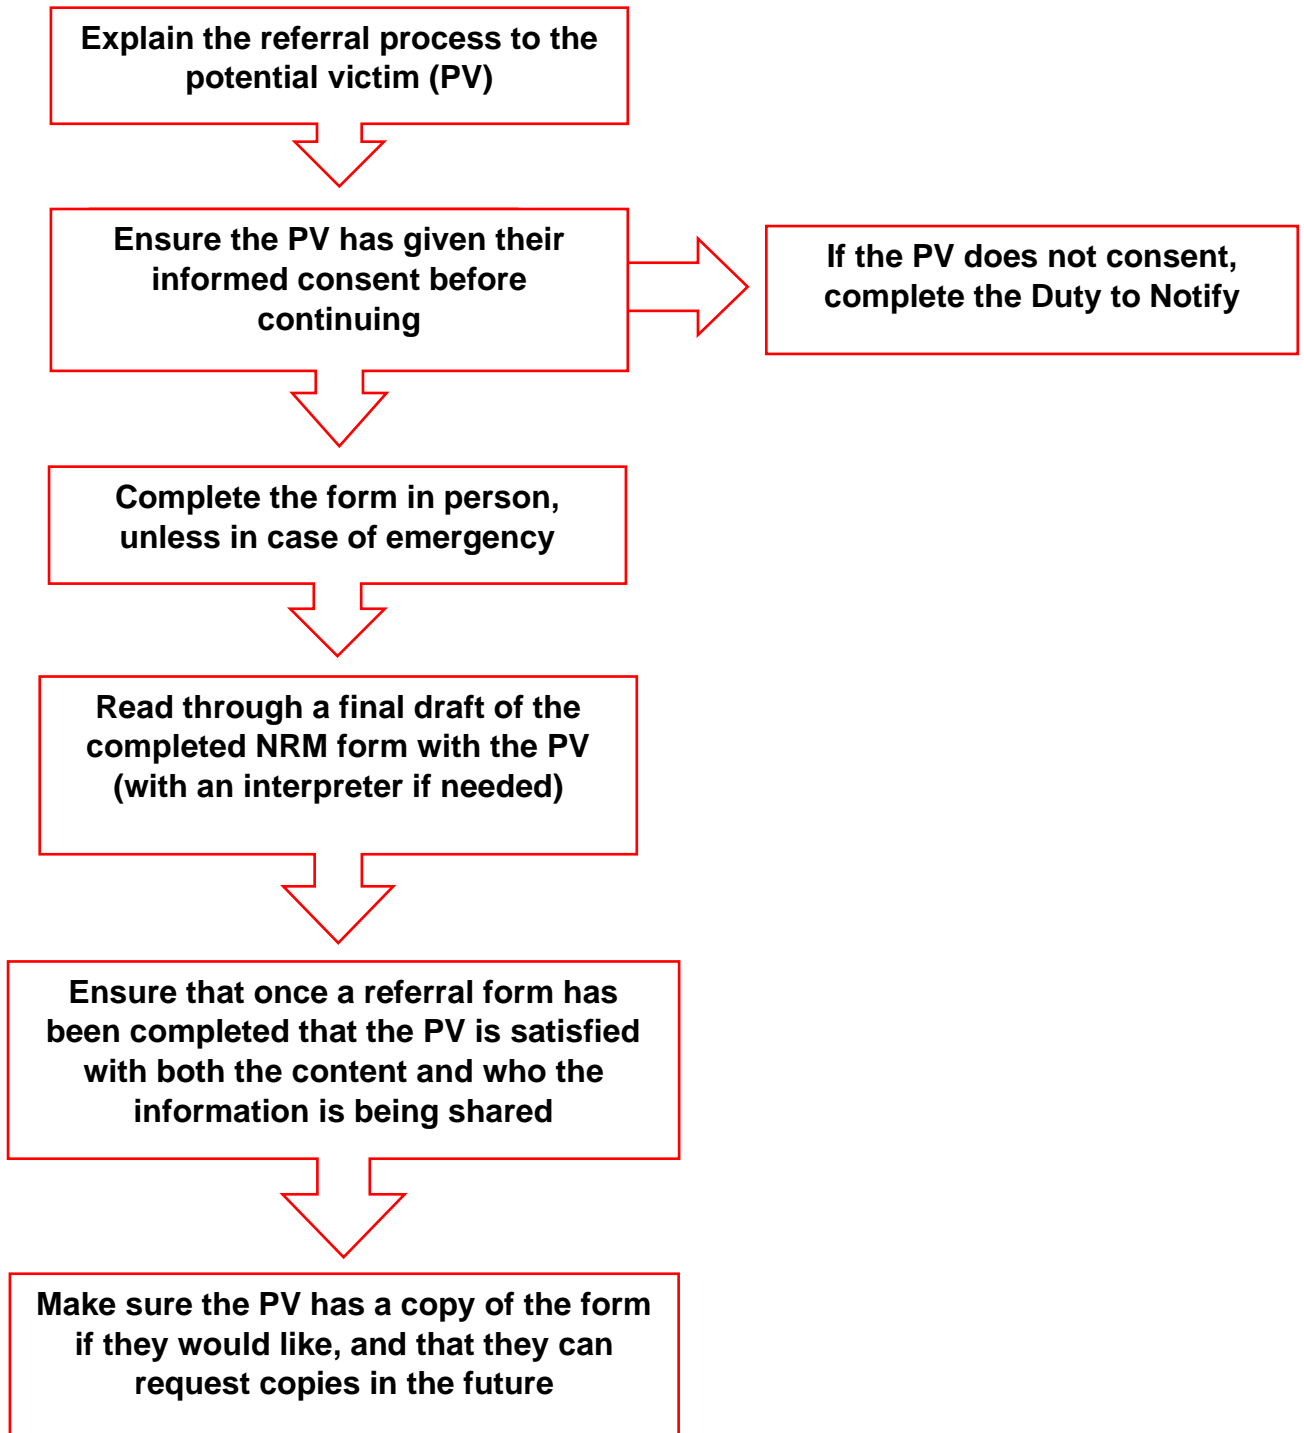 Explain the referral process to the
potential victim (PV)
Ensure the PV has given their
informed consent before
continuing
If the PV does not consent,
complete the Duty to Notify
Complete the form in person,
unless in case of emergency
Read through a final draft of the
completed NRM form with the PV
(with an interpreter if needed)
Ensure that once a referral form has
been completed that the PV is satisfied
with both the content and who the
information is being shared
Make sure the PV has a copy of the form
if they would like, and that they can
request copies in the future